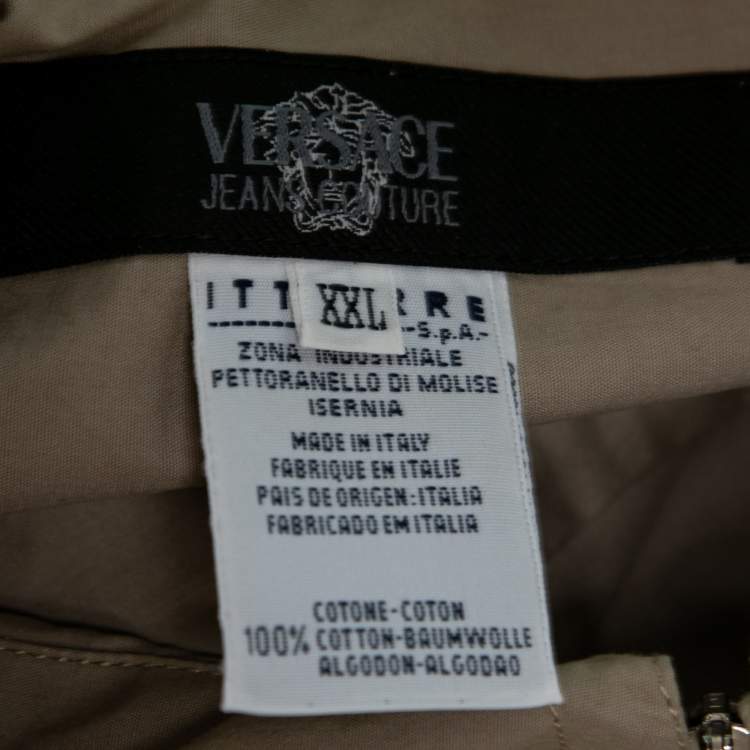 VERSACE
JEANS COUTURE
XXL
S.p.A.-
ZONA INDUSTRIALE
PETTORANELLO DI MOLISE
ISERNIA
MADE IN ITALY
FABRIQUE EN ITALIE
PAIS DE ORIGEN:ITALIA
FABRICADO EM ITALIA
COTONE-COTON
100% COTTON-BAUMWOLLE
ALGODON-ALGODAO